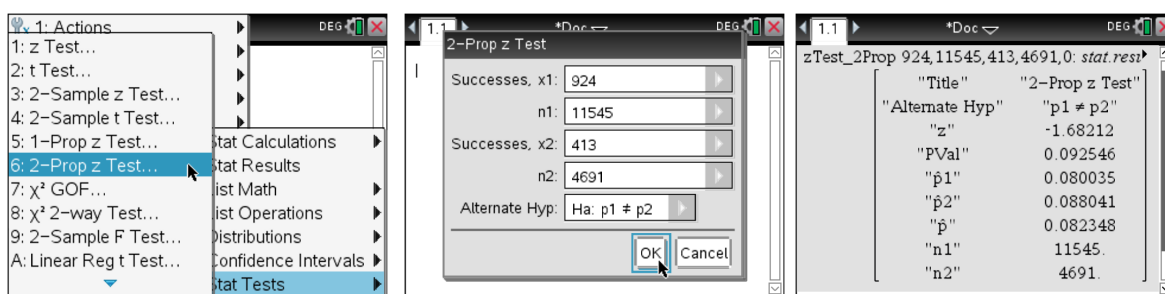 1: Actions
DEG
1: z Test...
2: t Test...
3: 2-Sample z Test...
4: 2-Sample t Test...
5: 1-Prop z Test...
6: 2-Prop z Test...
7: χ² GOF...
8: χ² 2-way Test...
9: 2-Sample F Test...
A: Linear Reg t Test...
Stat Calculations
Stat Results
List Math
List Operations
Distributions
Confidence Intervals
Stat Tests
1.1
*Doc
DEG
2-Prop z Test
Successes, x1: 924
n1: 11545
Successes, x2: 413
n2: 4691
Alternate Hyp: Ha: p1 ≠ p2
OK Cancel
1.1 *Doc DEG
zTest_2Prop 924,11545,413,4691,0: stat.resu
"Title" "2-Prop z Test"
"Alternate Hyp" "p1 ≠ p2"
"z" -1.68212
"PVal" 0.092546
"p̂1" 0.080035
"p̂2" 0.088041
"p̂" 0.082348
"n1" 11545.
"n2" 4691.